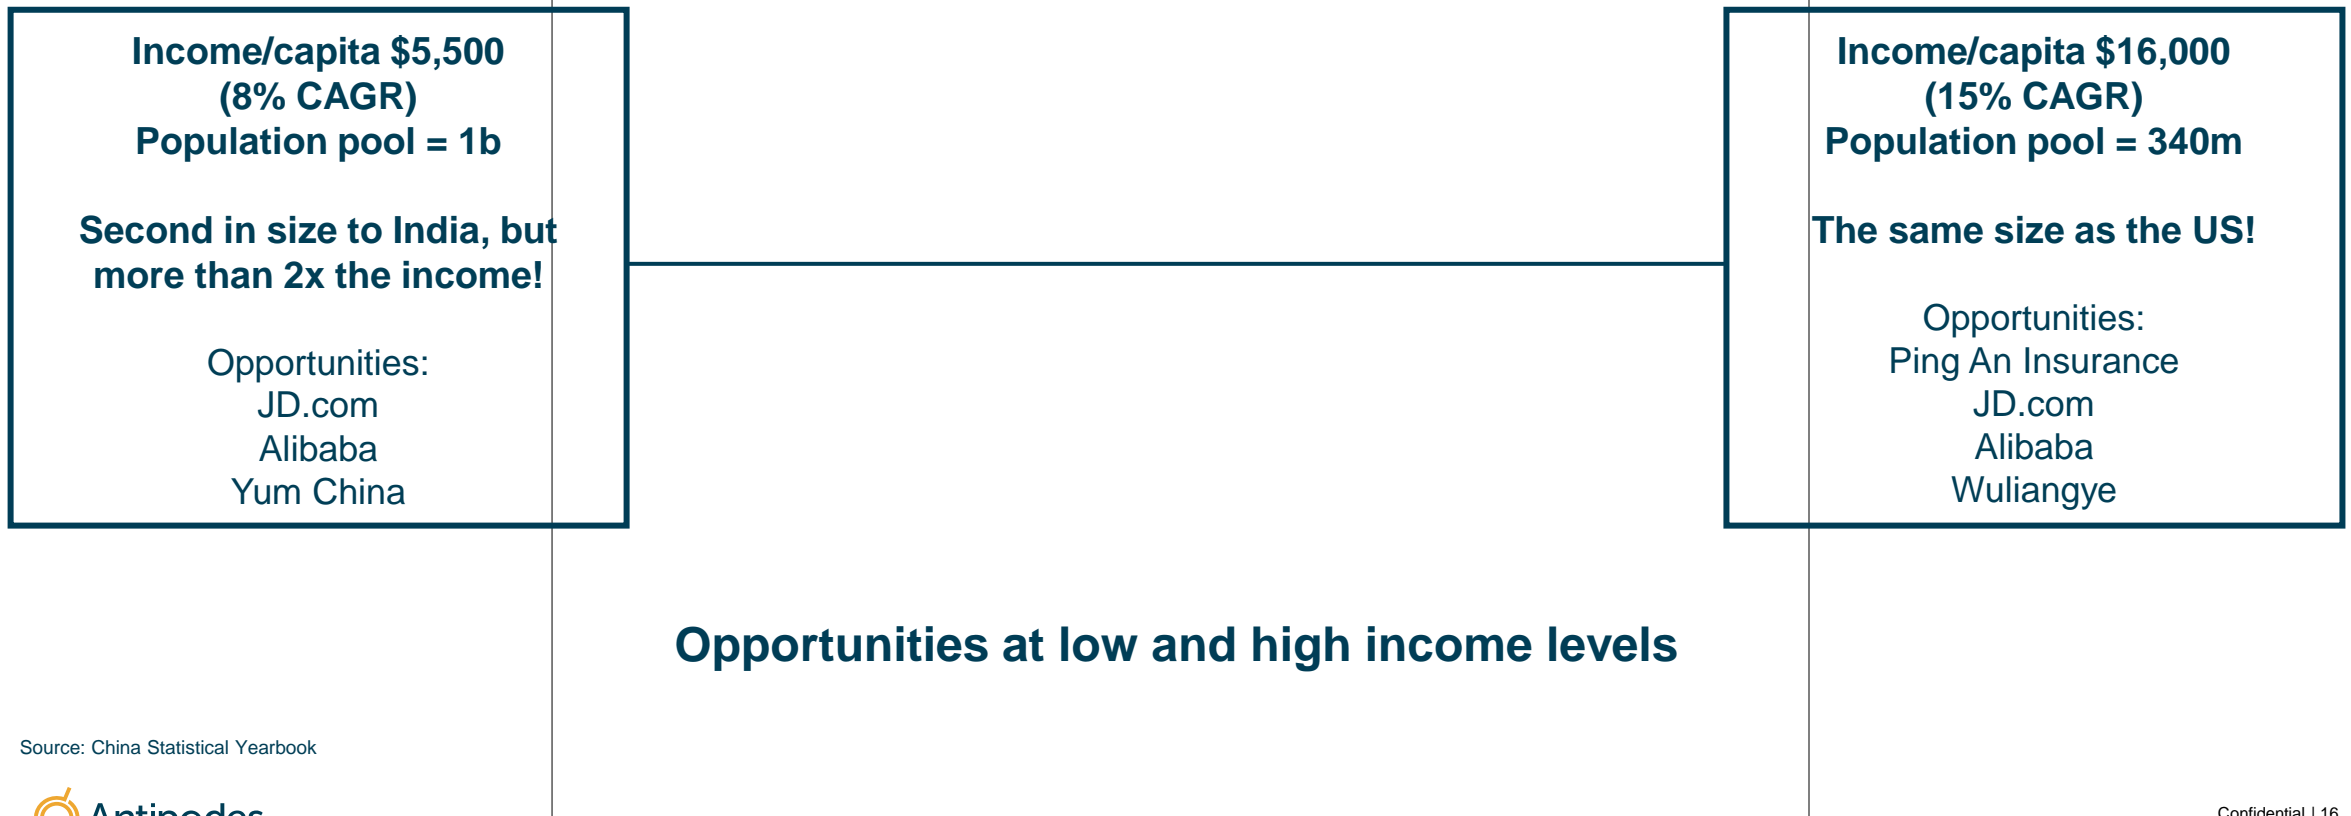 Income/capita $5,500
(8% CAGR)
Population pool = 1b
Second in size to India, but
more than 2x the income!
Opportunities:
JD.com
Alibaba
Yum China
Income/capita $16,000
(15% CAGR)
Population pool = 340m
The same size as the US!
Opportunities:
Ping An Insurance
JD.com
Alibaba
Wuliangye
Opportunities at low and high income levels
Source: China Statistical Yearbook
Antipodes
Confidential | 16